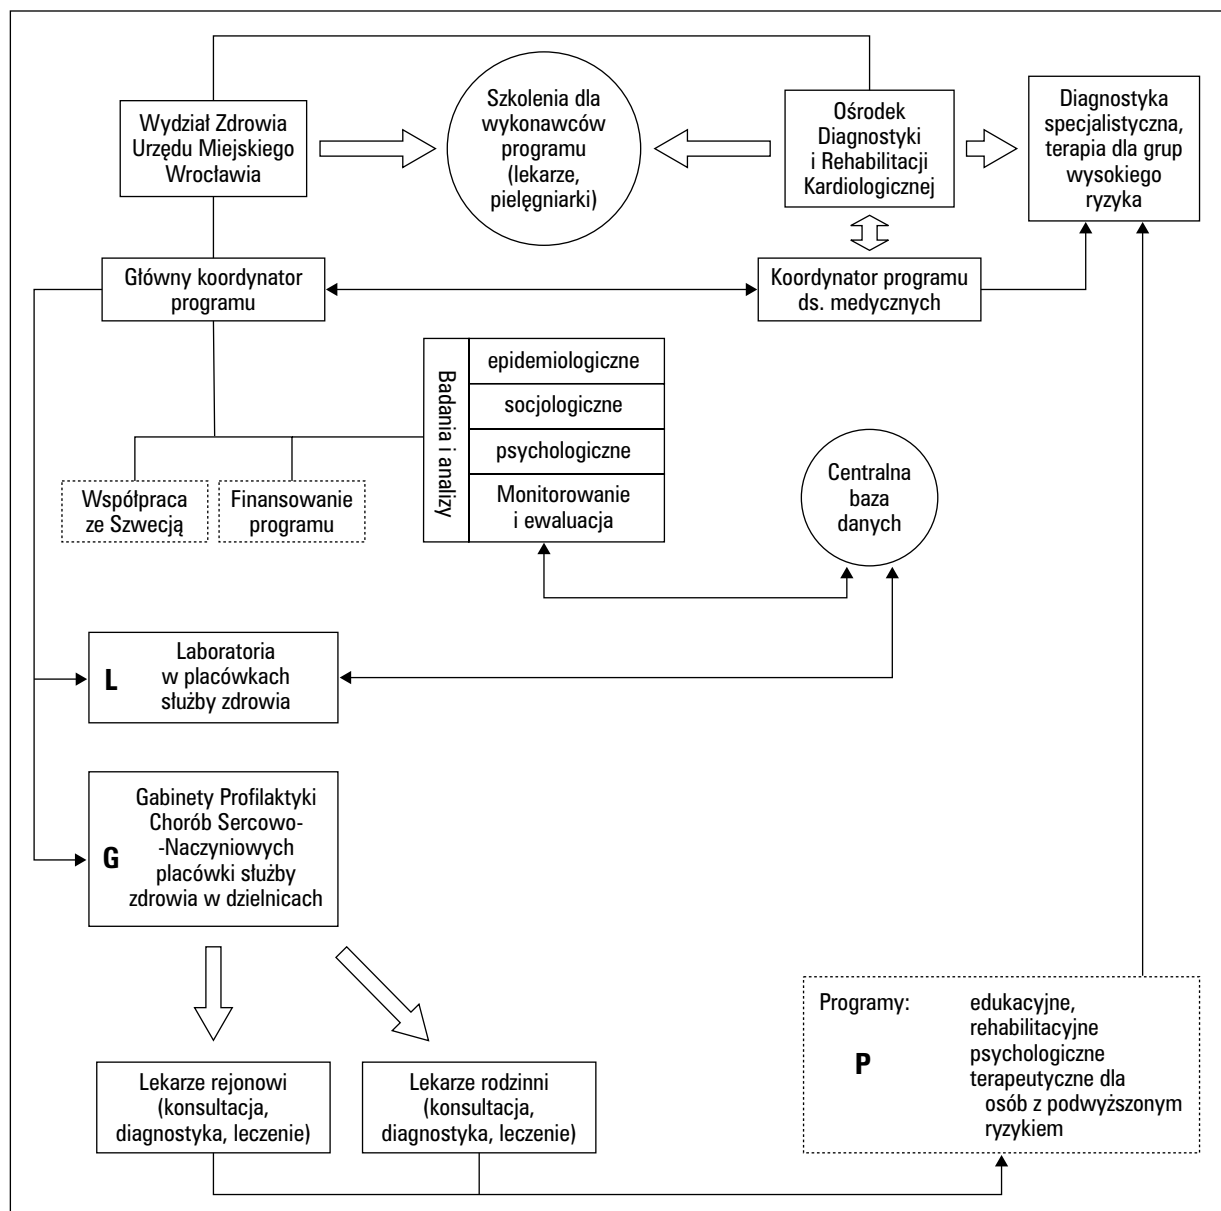 Wydział Zdrowia
Urzędu Miejskiego
Wrocławia
Szkolenia dla
wykonawców
programu
(lekarze,
pielęgniarki)
Ośrodek
Diagnostyki
i Rehabilitacji
Kardiologicznej
Diagnostyka
specjalistyczna,
terapia dla grup
wysokiego
ryzyka
Główny koordynator
programu
Koordynator programu
ds. medycznych
Badania i analizy
epidemiologiczne
socjologiczne
psychologiczne
Monitorowanie
i ewaluacja
Współpraca
ze Szwecją
Finansowanie
programu
Centralna
baza
danych
L
Laboratoria
w placówkach
służby zdrowia
G
Gabinety Profilaktyki
Chorób Sercowo-
-Naczyniowych
placówki służby
zdrowia w dzielnicach
Lekarze rejonowi
(konsultacja,
diagnostyka, leczenie)
Lekarze rodzinni
(konsultacja,
diagnostyka, leczenie)
Programy: edukacyjne,
rehabilitacyjne
P psychologiczne
terapeutyczne dla
osób z podwyższonym
ryzykiem